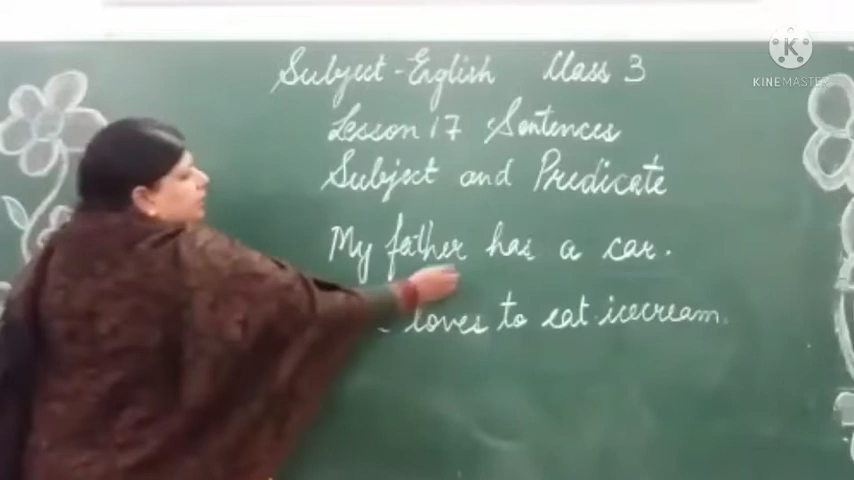 Subject - English Class 3
KINEMASTER
Lesson 17 Sentences
Subject and Predicate
My father has a car.
loves to eat icecream.